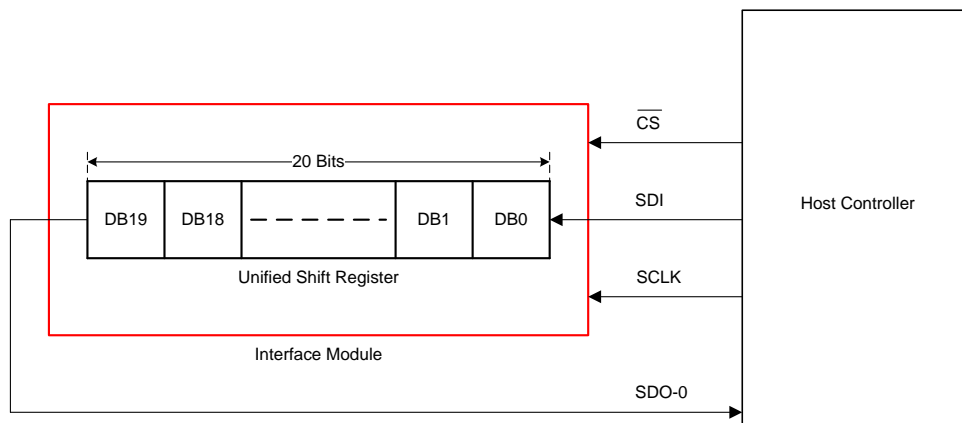 CS
20 Bits
SDI
Host Controller
DB19 DB18 DB1 DB0
Unified Shift Register
SCLK
Interface Module
SDO-0